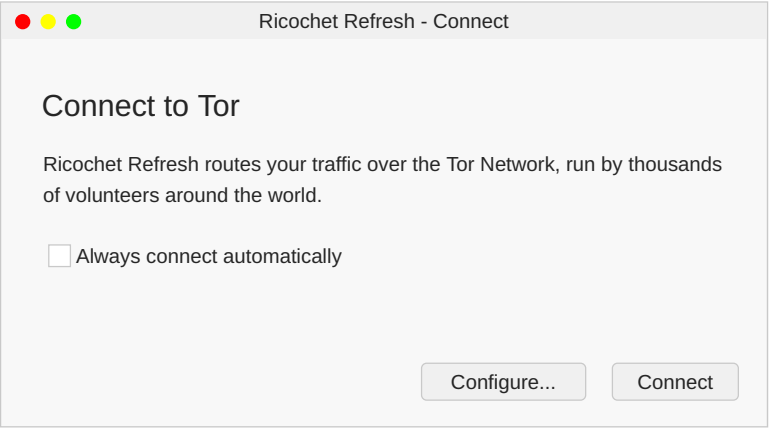 Ricochet Refresh - Connect
Connect to Tor
Ricochet Refresh routes your traffic over the Tor Network, run by thousands
of volunteers around the world.
Always connect automatically
Configure... Connect